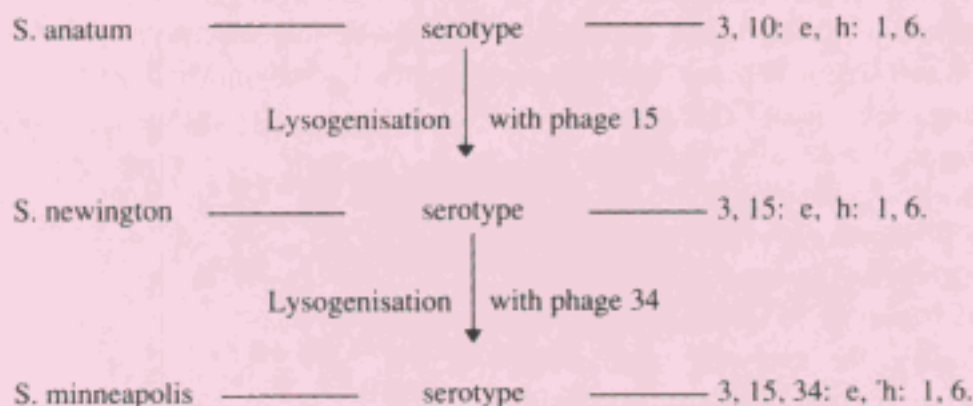 S. anatum serotype 3, 10: e, h: 1, 6.
Lysogenisation with phage 15
S. newington serotype 3, 15: e, h: 1, 6.
Lysogenisation with phage 34
S. minneapolis serotype 3, 15, 34: e, h: 1, 6.